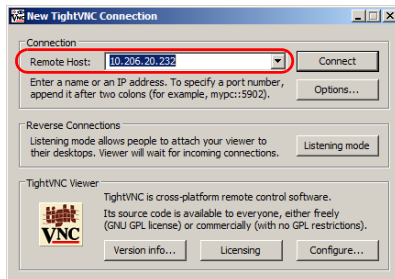 New TightVNC Connection
Connection
Remote Host: 10.206.20.232
Connect
Enter a name or an IP address. To specify a port number,
append it after two colons (for example, mypc::5902).
Options...
Reverse Connections
Listening mode allows people to attach your viewer to
their desktops. Viewer will wait for incoming connections.
Listening mode
TightVNC Viewer
tight
VNC
TightVNC is cross-platform remote control software.
Its source code is available to everyone, either freely
(GNU GPL license) or commercially (with no GPL restrictions).
Version info...
Licensing
Configure...